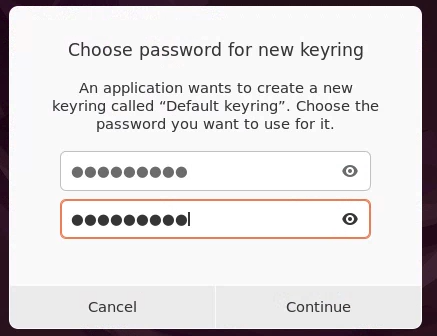 Choose password for new keyring
An application wants to create a new
keyring called “Default keyring”. Choose the
password you want to use for it.
●●●●●●●●●
●●●●●●●●●
Cancel
Continue